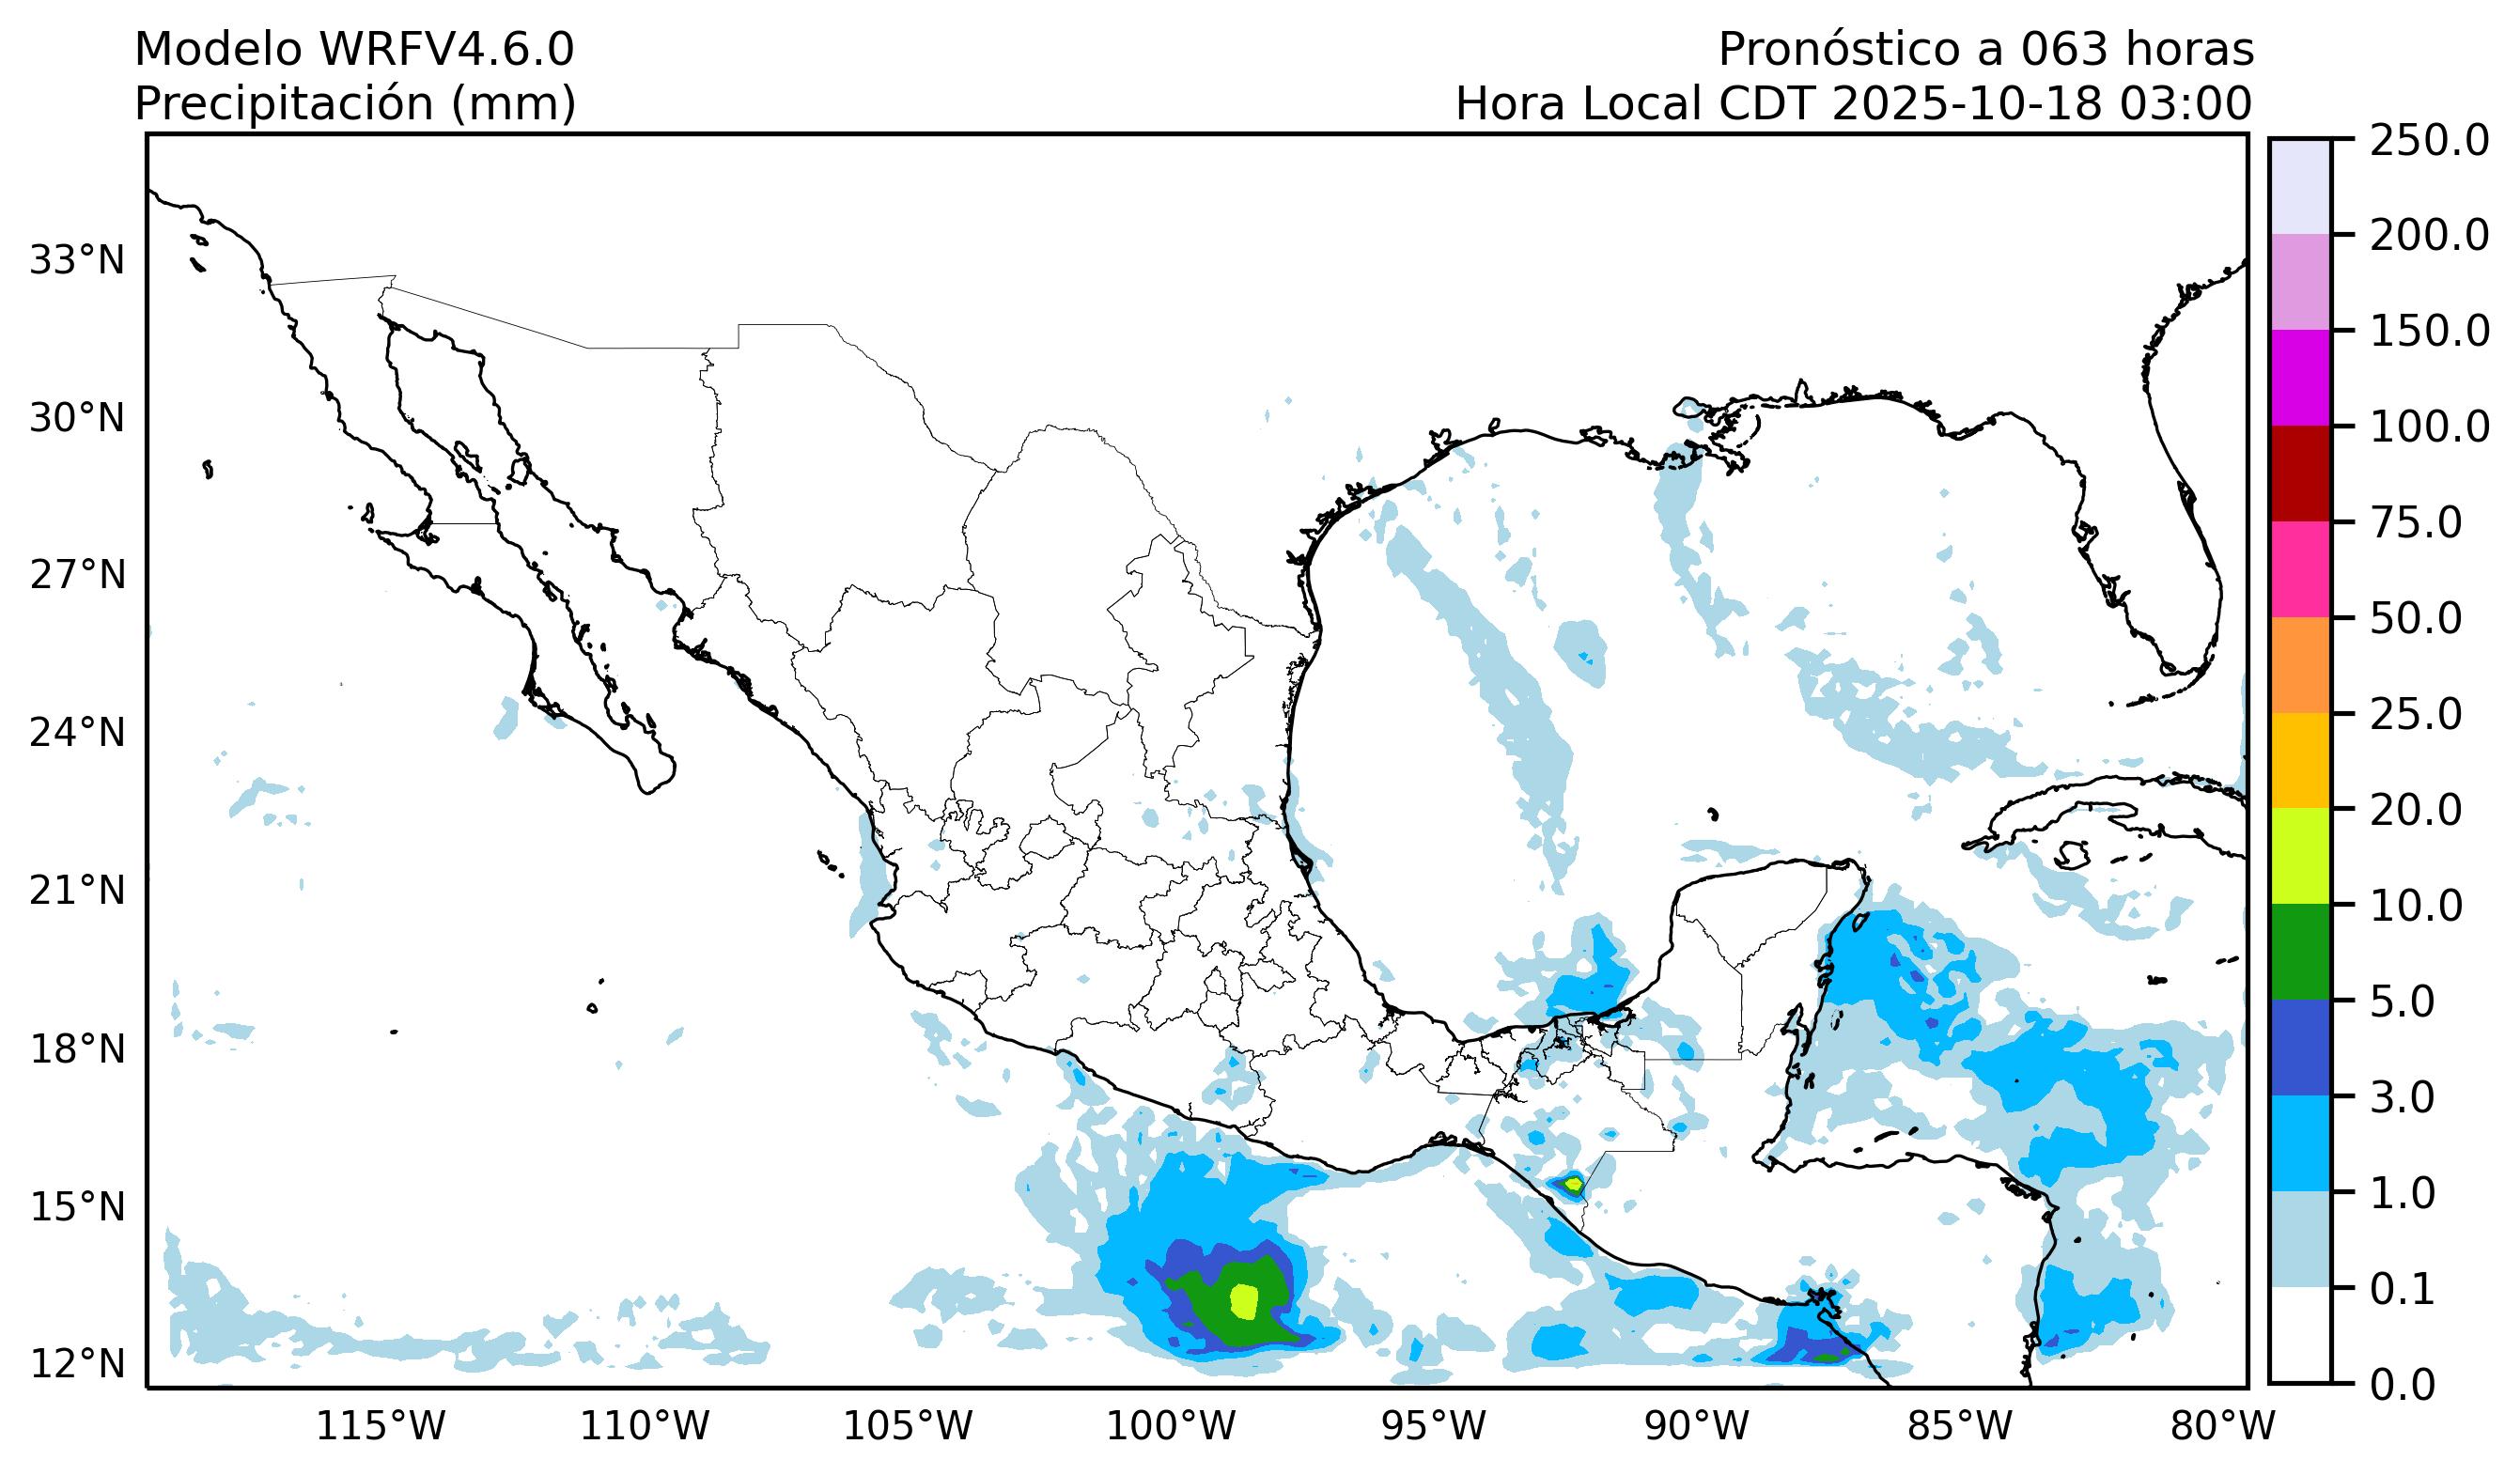 Modelo WRFV4.6.0
Precipitación (mm)
Pronóstico a 063 horas
Hora Local CDT 2025-10-18 03:00
33°N
30°N
27°N
24°N
21°N
18°N
15°N
12°N
115°W
110°W
105°W
100°W
95°W
90°W
85°W
80°W
250.0
200.0
150.0
100.0
75.0
50.0
25.0
20.0
10.0
5.0
3.0
1.0
0.1
0.0